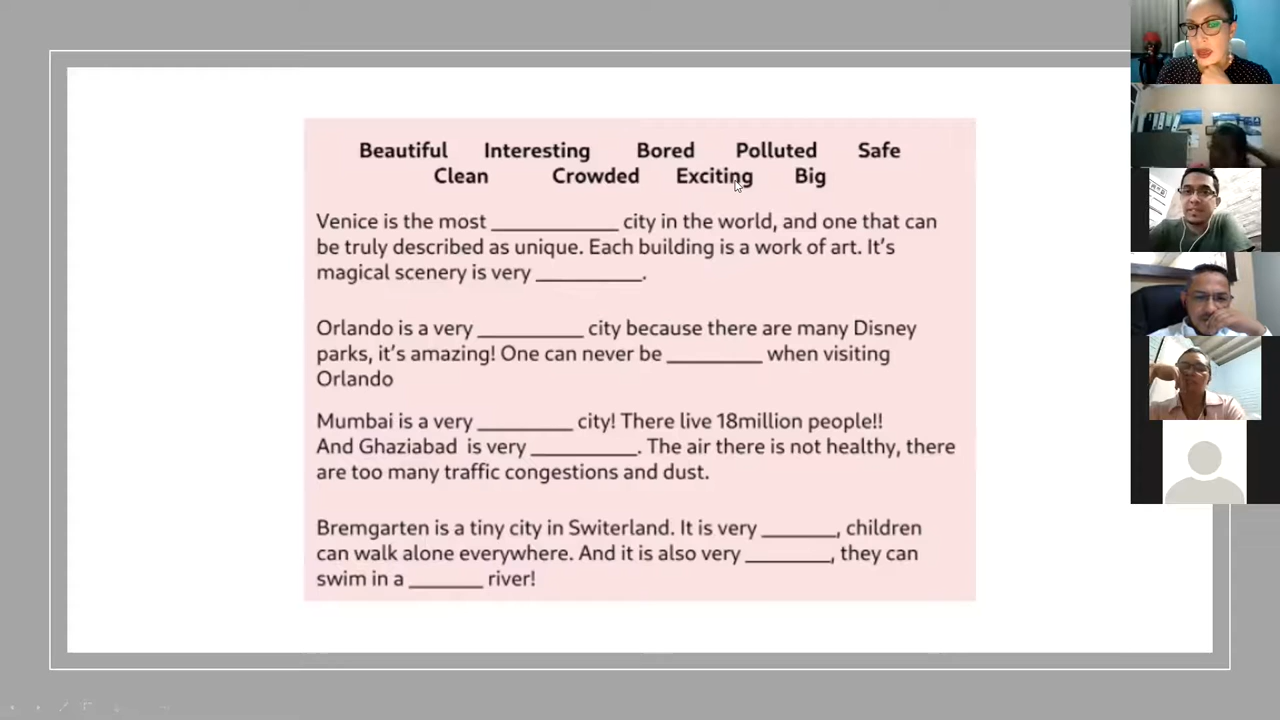 Beautiful Interesting Bored Polluted Safe
Clean Crowded Exciting Big
Venice is the most ____________ city in the world, and one that can
be truly described as unique. Each building is a work of art. It's
magical scenery is very __________.
Orlando is a very __________ city because there are many Disney
parks, it's amazing! One can never be _________ when visiting
Orlando
Mumbai is a very _________ city! There live 18million people!!
And Ghaziabad is very __________. The air there is not healthy, there
are too many traffic congestions and dust.
Bremgarten is a tiny city in Switerland. It is very _______, children
can walk alone everywhere. And it is also very ________, they can
swim in a _______ river!